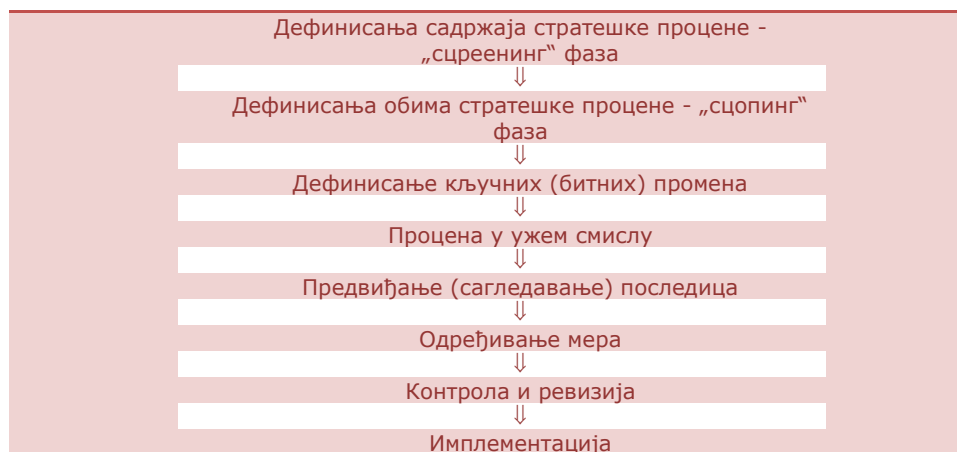 Дефинисања садржаја стратешке процене -
„сцреенинг“ фаза
⇓
Дефинисања обима стратешке процене - „сцопинг“
фаза
⇓
Дефинисање кључних (битних) промена
⇓
Процена у ужем смислу
⇓
Предвиђање (сагледавање) последица
⇓
Одређивање мера
⇓
Контрола и ревизија
⇓
Имплементација